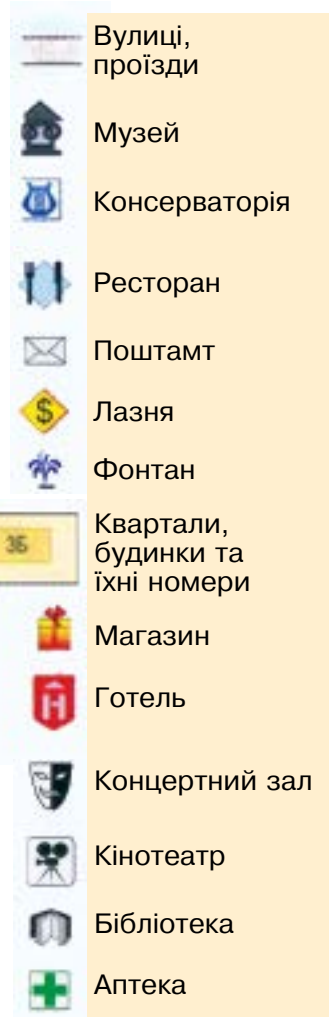 Вулиці,
проїзди
Музей
Консерваторія
Ресторан
Поштамт
$
Лазня
Фонтан
36
Квартали,
будинки та
їхні номери
Магазин
H
Готель
Концертний зал
Кінотеатр
Бібліотека
Аптека